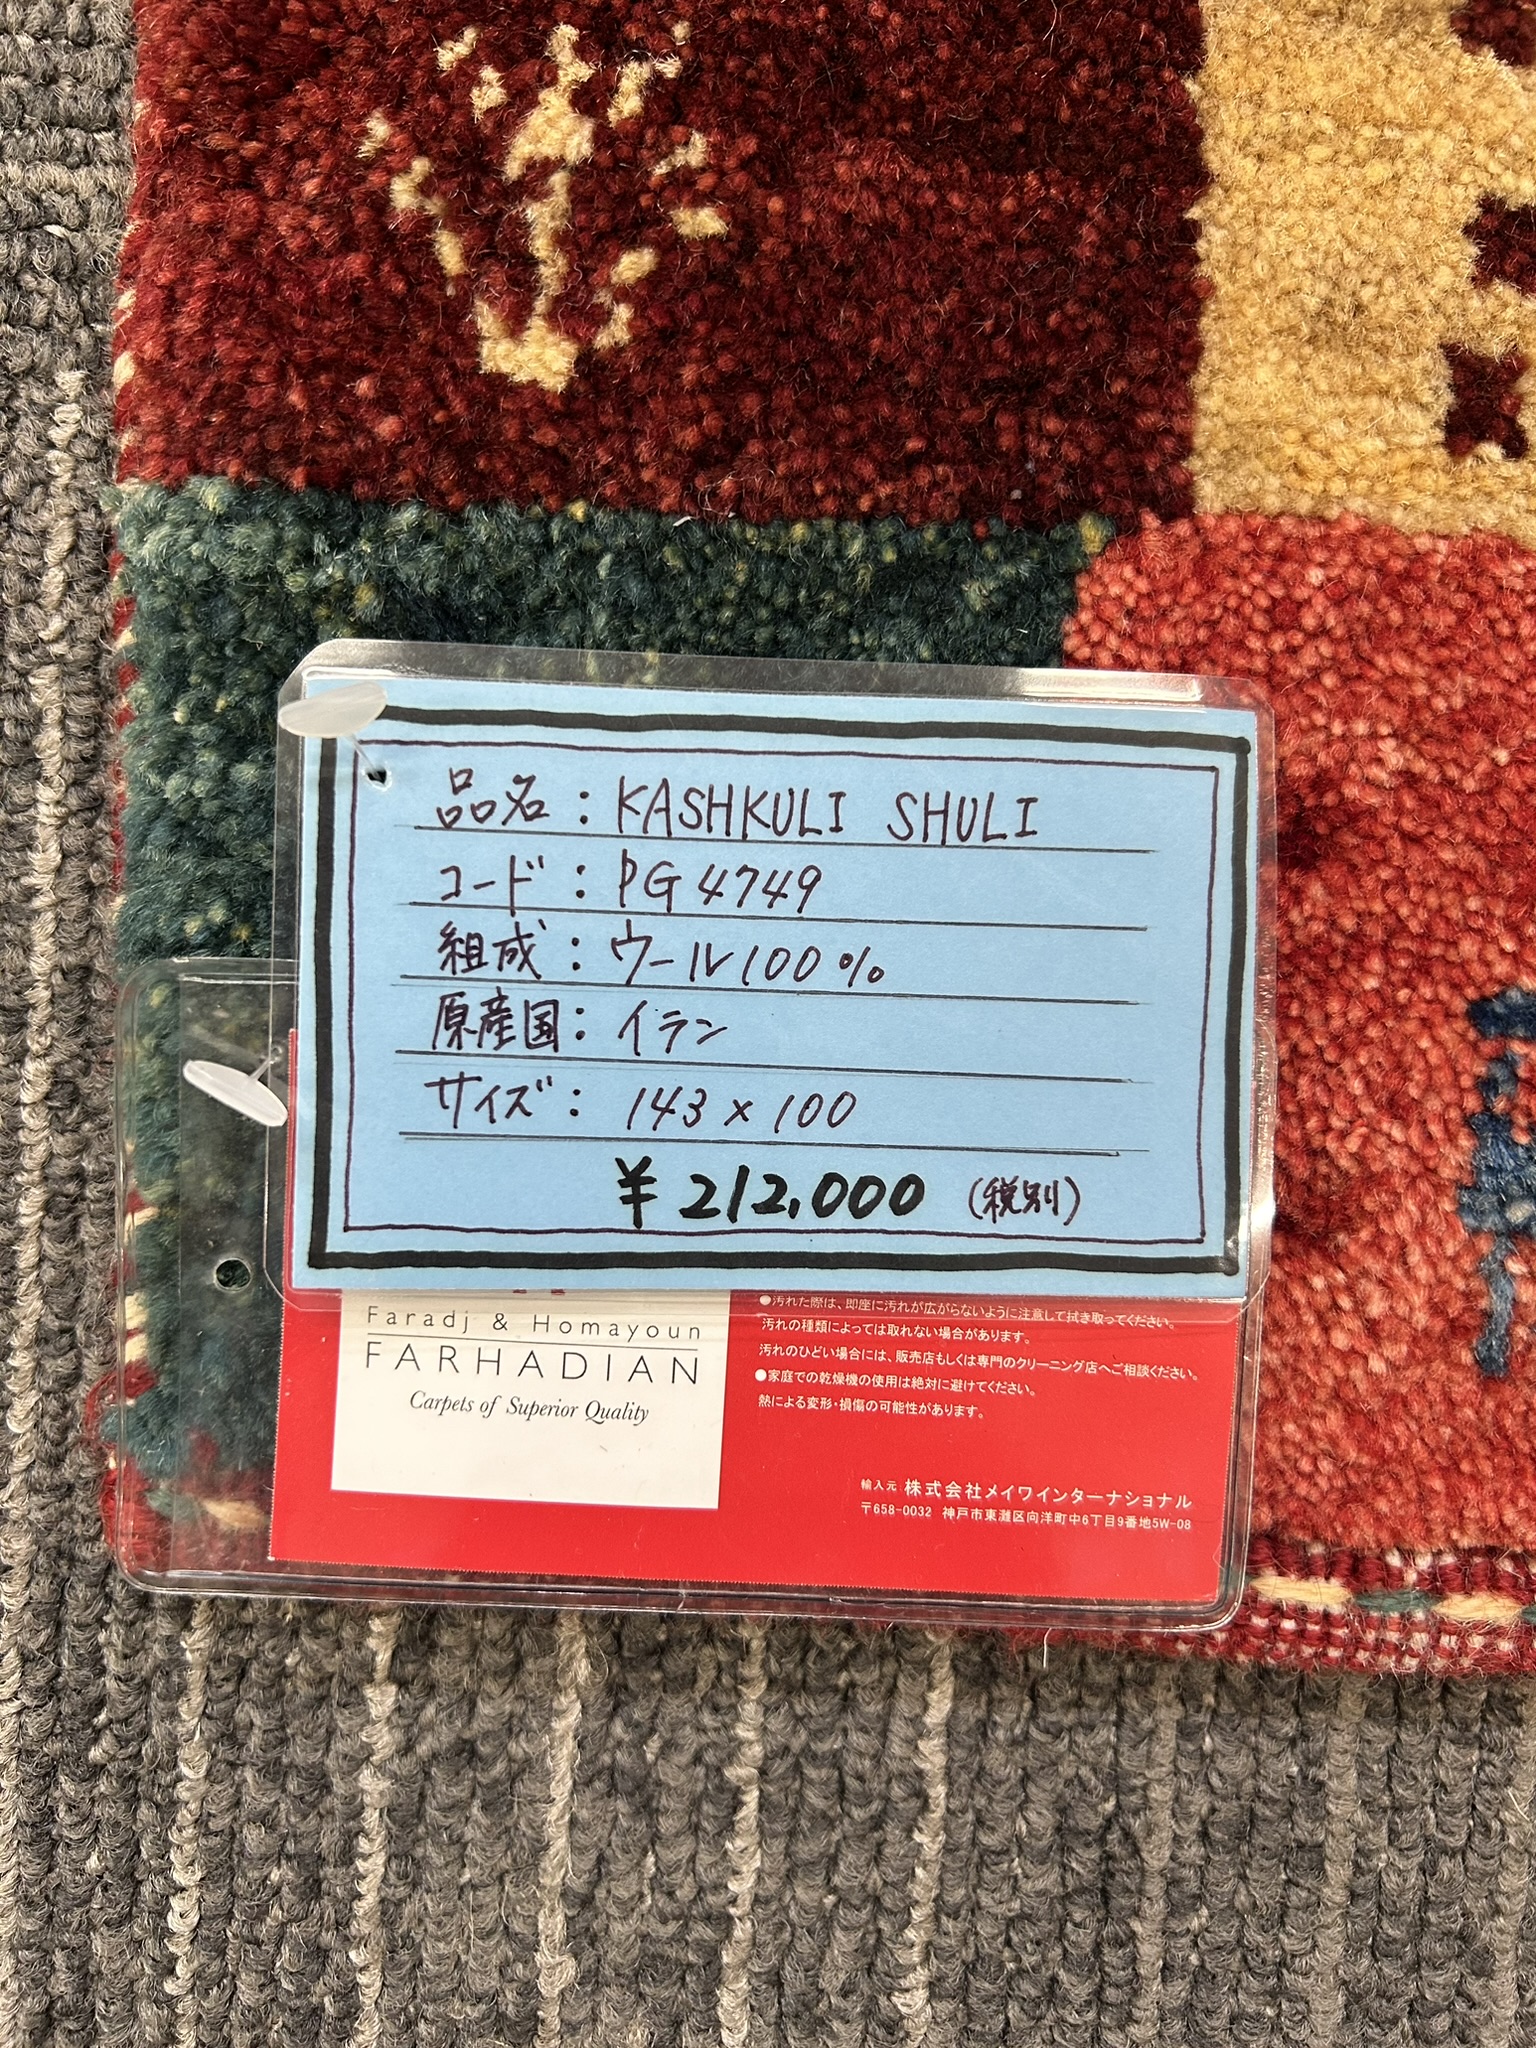 品名：KASHKULI SHULI
コード：PG4749
組成：ウール100%
原産国：イラン
サイズ：143×100
¥212,000（税別）
Faradj & Homayoun
FARHADIAN
Carpets of Superior Quality
●汚れた際は、即座に汚れが広がらないように注意して拭き取ってください。
汚れの種類によっては取れない場合があります。
汚れのひどい場合には、販売店もしくは専門のクリーニング店へご相談ください。
●家庭での乾燥機の使用は絶対に避けてください。
熱による変形・損傷の可能性があります。
輸入元 株式会社メイワインターナショナル
〒658-0032 神戸市東灘区向洋町中6丁目9番地5W-08